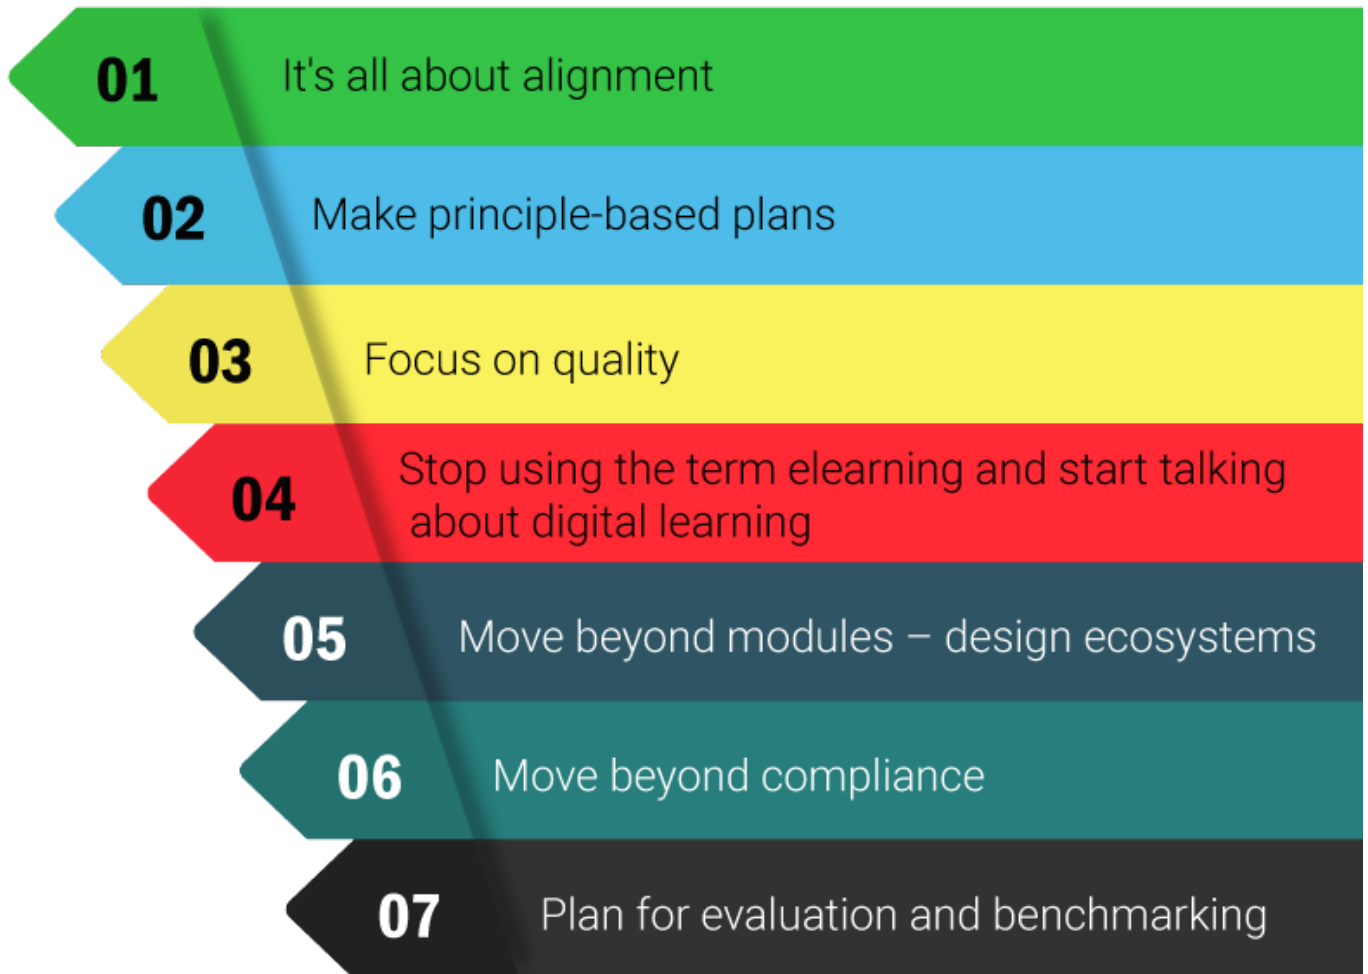 01 It's all about alignment
02 Make principle-based plans
03 Focus on quality
04 Stop using the term elearning and start talking
about digital learning
05 Move beyond modules – design ecosystems
06 Move beyond compliance
07 Plan for evaluation and benchmarking